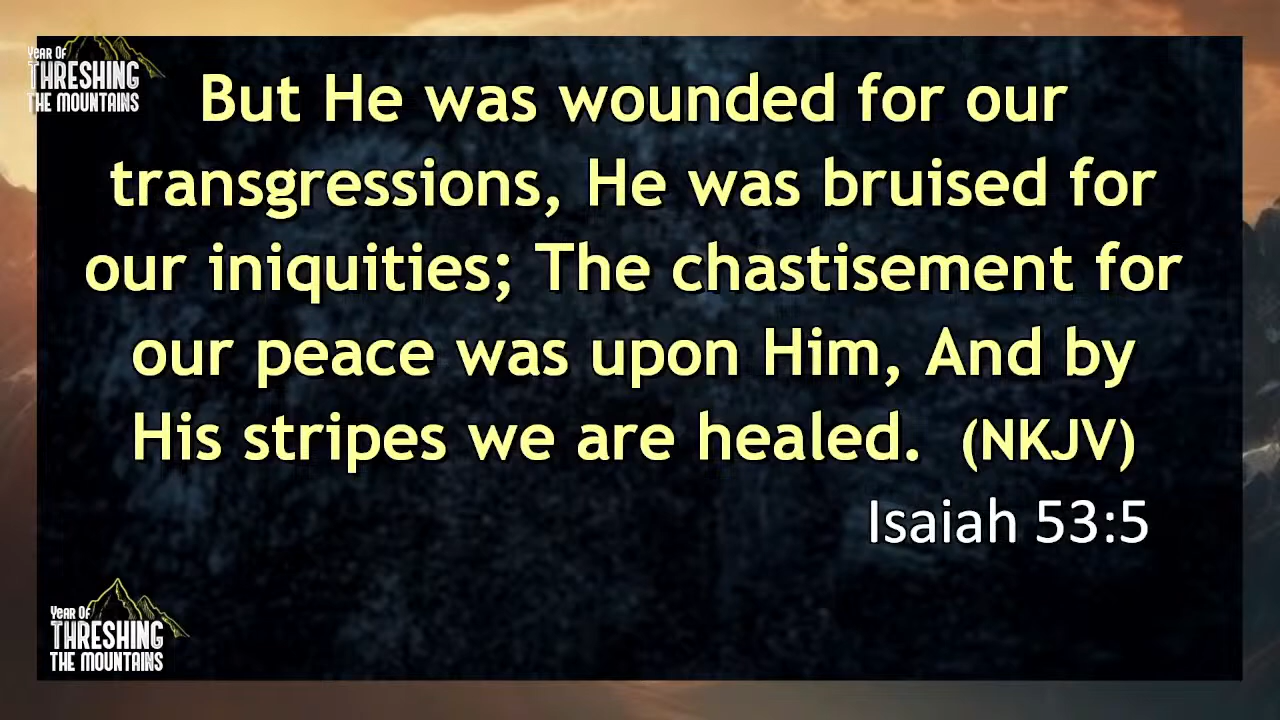 Year Of
THRESHING
THE MOUNTAINS
But He was wounded for our
transgressions, He was bruised for
our iniquities; The chastisement for
our peace was upon Him, And by
His stripes we are healed.  (NKJV)
Isaiah 53:5
Year Of
THRESHING
THE MOUNTAINS